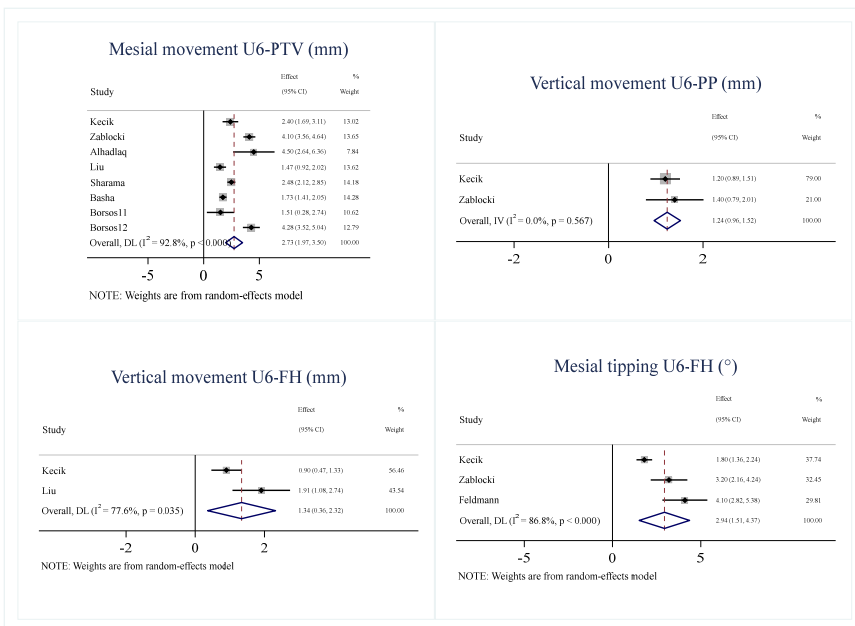 Mesial movement U6-PTV (mm)
Effect %
Study (95% CI) Weight
Kecik 2.40 (1.69, 3.11) 13.02
Zablocki 4.10 (3.56, 4.64) 13.65
Alhadlaq 4.50 (2.64, 6.36) 7.84
Liu 1.47 (0.92, 2.02) 13.62
Sharama 2.48 (2.12, 2.85) 14.18
Basha 1.73 (1.41, 2.05) 14.28
Borsos11 1.51 (0.28, 2.74) 10.62
Borsos12 4.28 (3.52, 5.04) 12.79
Overall, DL (I² = 92.8%, p < 0.000) 2.73 (1.97, 3.50) 100.00
-5 0 5
NOTE: Weights are from random-effects model
Vertical movement U6-PP (mm)
Effect %
Study (95% CI) Weight
Kecik 1.20 (0.89, 1.51) 79.00
Zablocki 1.40 (0.79, 2.01) 21.00
Overall, IV (I² = 0.0%, p = 0.567) 1.24 (0.96, 1.52) 100.00
-2 0 2
Vertical movement U6-FH (mm)
Effect %
Study (95% CI) Weight
Kecik 0.90 (0.47, 1.33) 56.46
Liu 1.91 (1.08, 2.74) 43.54
Overall, DL (I² = 77.6%, p = 0.035) 1.34 (0.36, 2.32) 100.00
-2 0 2
NOTE: Weights are from random-effects model
Mesial tipping U6-FH (°)
Effect %
Study (95% CI) Weight
Kecik 1.80 (1.36, 2.24) 37.74
Zablocki 3.20 (2.16, 4.24) 32.45
Feldmann 4.10 (2.82, 5.38) 29.81
Overall, DL (I² = 86.8%, p < 0.000) 2.94 (1.51, 4.37) 100.00
-5 0 5
NOTE: Weights are from random-effects model